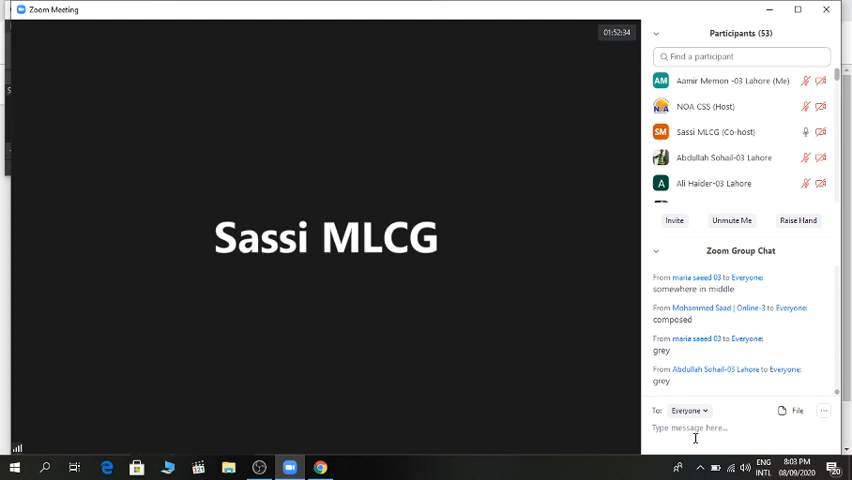 Zoom Meeting
01:52:34
Sassi MLCG
Participants (53)
Find a participant
AM Aamir Memon -03 Lahore (Me)
NOA CSS (Host)
SM Sassi MLCG (Co-host)
Abdullah Sohail-03 Lahore
A Ali Haider-03 Lahore
Invite Unmute Me Raise Hand
Zoom Group Chat
From maria saeed 03 to Everyone:
somewhere in middle
From Mohammed Saad | Online-3 to Everyone:
composed
From maria saeed 03 to Everyone:
grey
From Abdullah Sohail-03 Lahore to Everyone:
grey
To: Everyone File ...
Type message here...
ENG 8:03 PM
INTL 08/09/2020
20